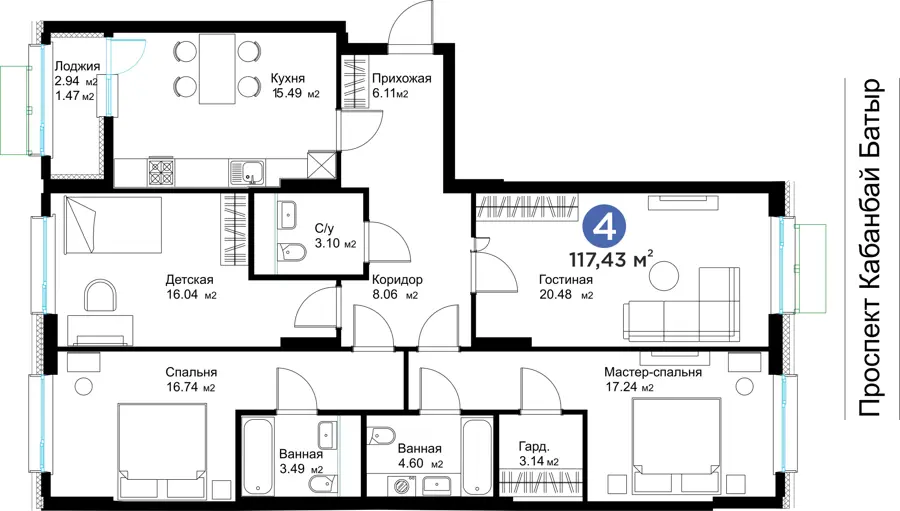 Лоджия
2.94 м2
1.47 м2
Кухня
15.49 м2
Прихожая
6.11 м2
С/у
3.10 м2
4
117,43 м²
Детская
16.04 м2
Коридор
8.06 м2
Гостиная
20.48 м2
Спальня
16.74 м2
Мастер-спальня
17.24 м2
Ванная
3.49 м2
Ванная
4.60 м2
Гард.
3.14 м2
Проспект Кабанбай Батыр